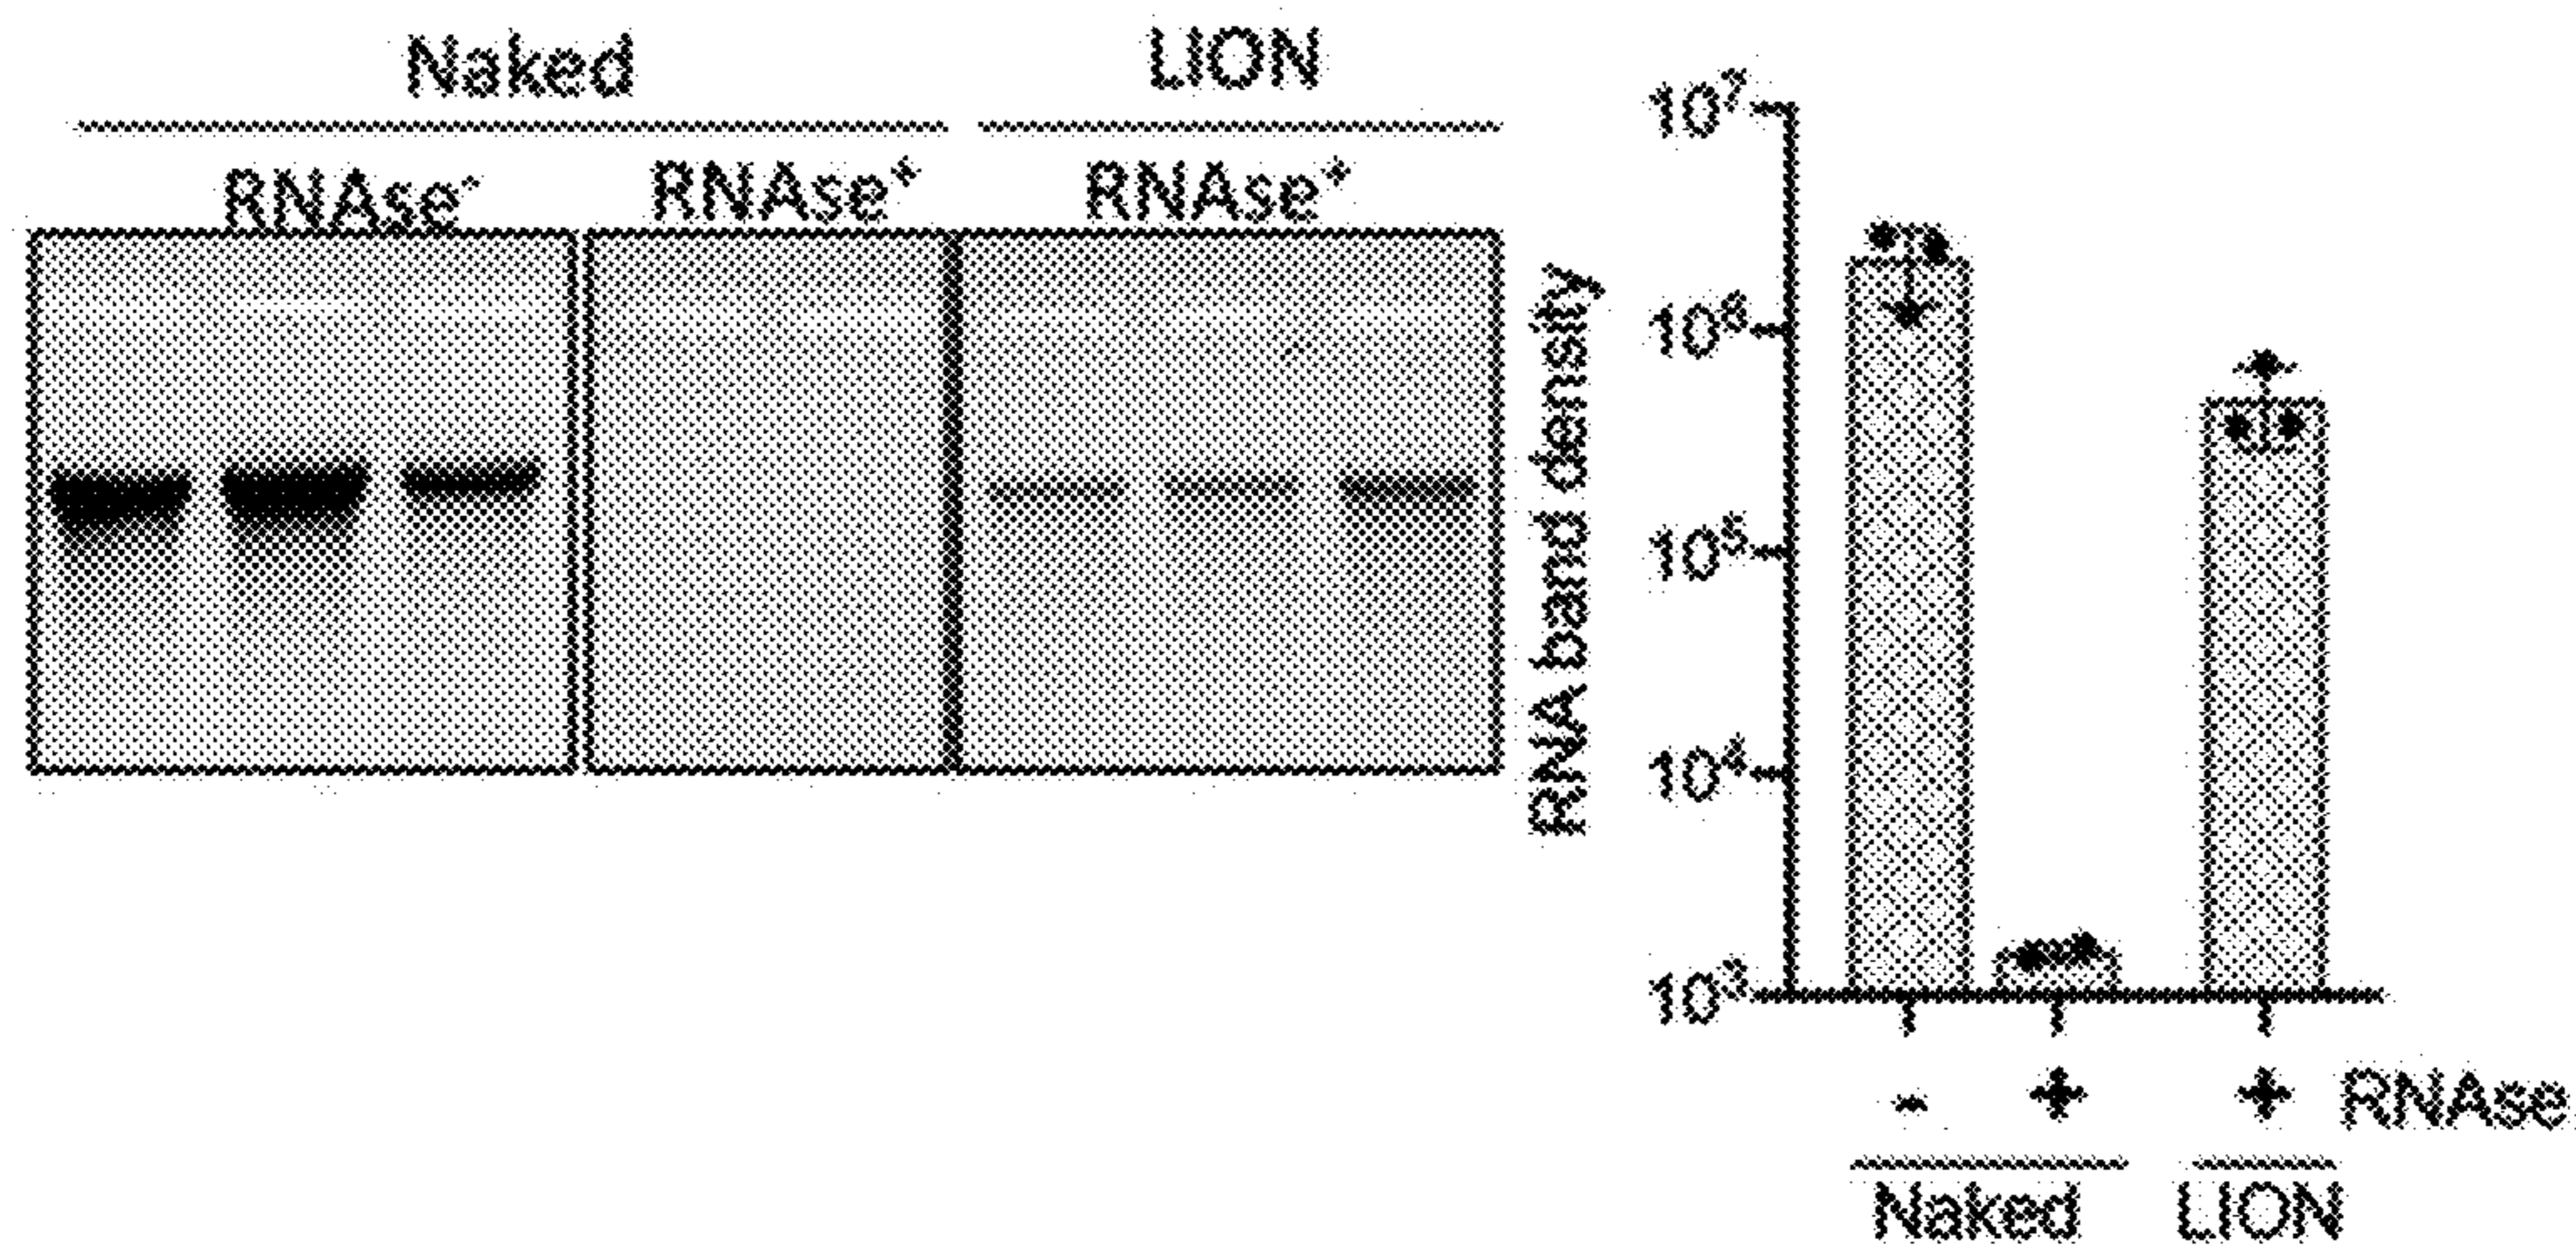 Naked LION
RNAse⁻ RNAse⁺ RNAse⁺
RNA band density
10⁷
10⁶
10⁵
10⁴
10³
- + + RNAse
Naked LION